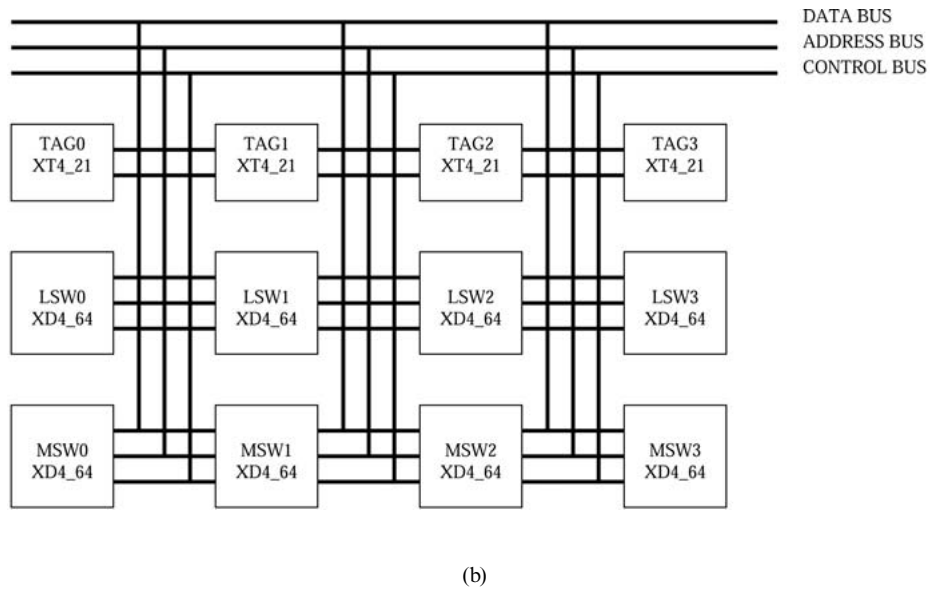 DATA BUS
ADDRESS BUS
CONTROL BUS
TAG0
XT4_21
TAG1
XT4_21
TAG2
XT4_21
TAG3
XT4_21
LSW0
XD4_64
LSW1
XD4_64
LSW2
XD4_64
LSW3
XD4_64
MSW0
XD4_64
MSW1
XD4_64
MSW2
XD4_64
MSW3
XD4_64
(b)